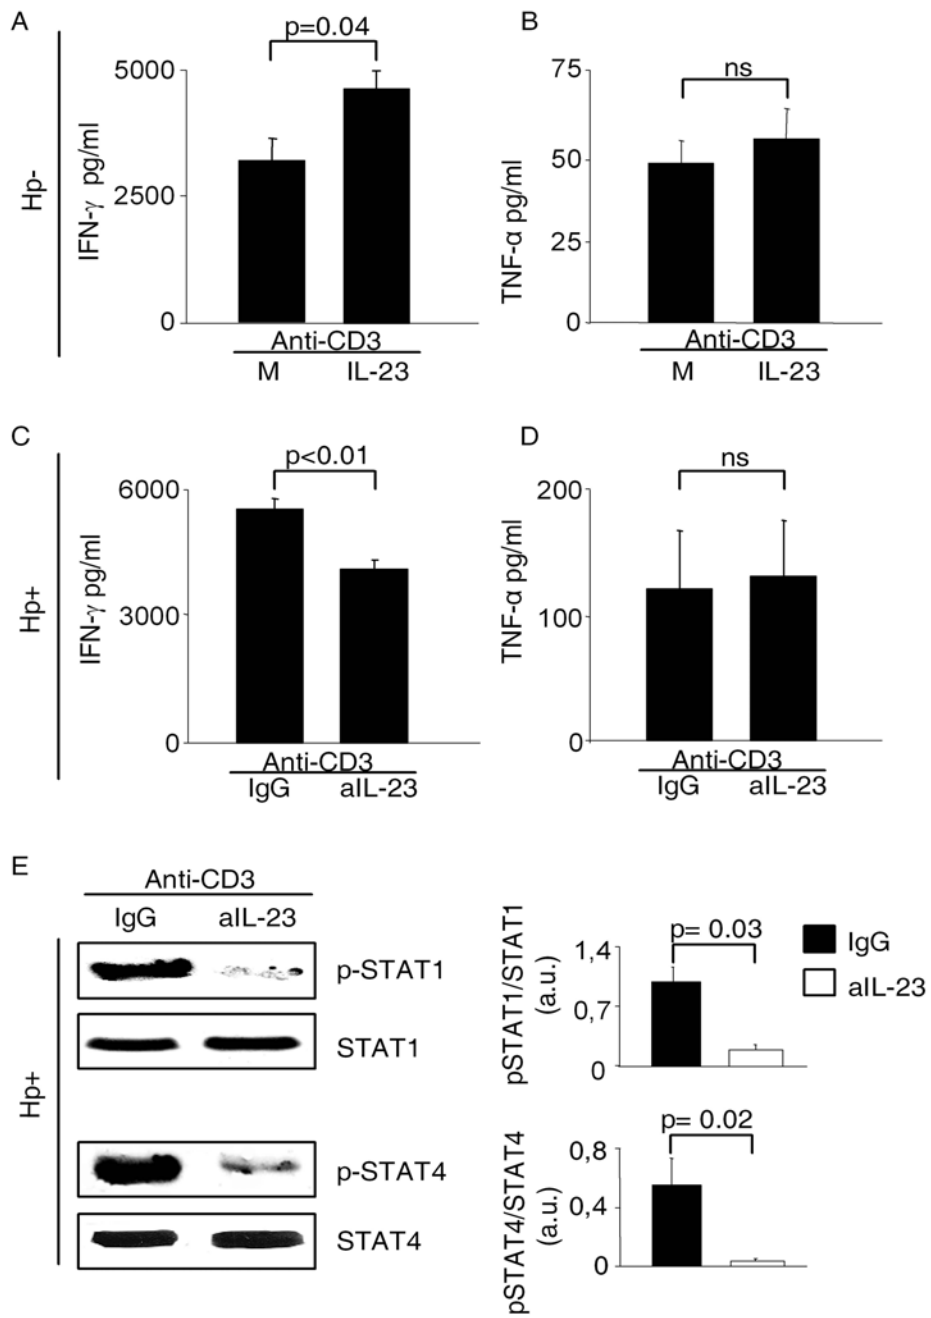 A
Hp-
IFN-γ pg/ml
5000
2500
0
p=0.04
Anti-CD3
M IL-23
B
TNF-α pg/ml
75
50
25
0
ns
Anti-CD3
M IL-23
C
Hp+
IFN-γ pg/ml
6000
3000
0
p<0.01
Anti-CD3
IgG aIL-23
D
TNF-α pg/ml
200
100
0
ns
Anti-CD3
IgG aIL-23
E
Hp+
Anti-CD3
IgG aIL-23
p-STAT1
STAT1
p-STAT4
STAT4
pSTAT1/STAT1
(a.u.)
1,4
0,7
0
p= 0.03
IgG
aIL-23
pSTAT4/STAT4
(a.u.)
0,8
0,4
0
p= 0.02